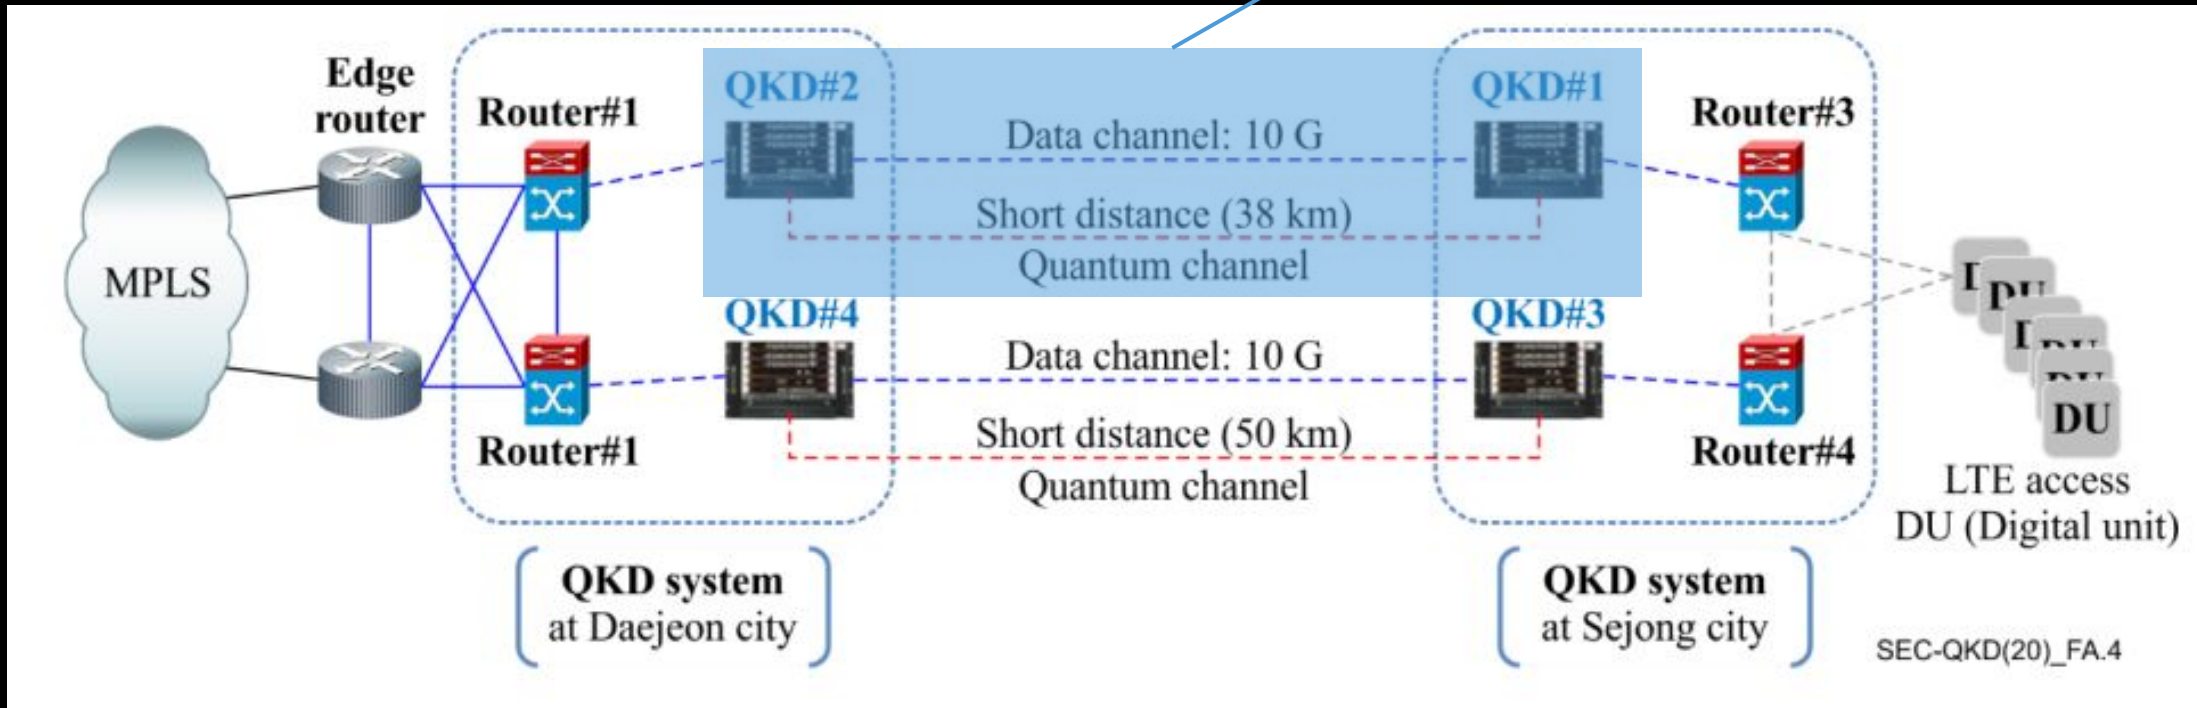 Edge
router
Router#1
QKD#2
Data channel: 10 G
Short distance (38 km)
Quantum channel
QKD#1
Router#3
MPLS
QKD#4
Data channel: 10 G
Short distance (50 km)
Quantum channel
QKD#3
Router#1
Router#4
DU
DU
LTE access
DU (Digital unit)
QKD system
at Daejeon city
QKD system
at Sejong city
SEC-QKD(20)_FA.4